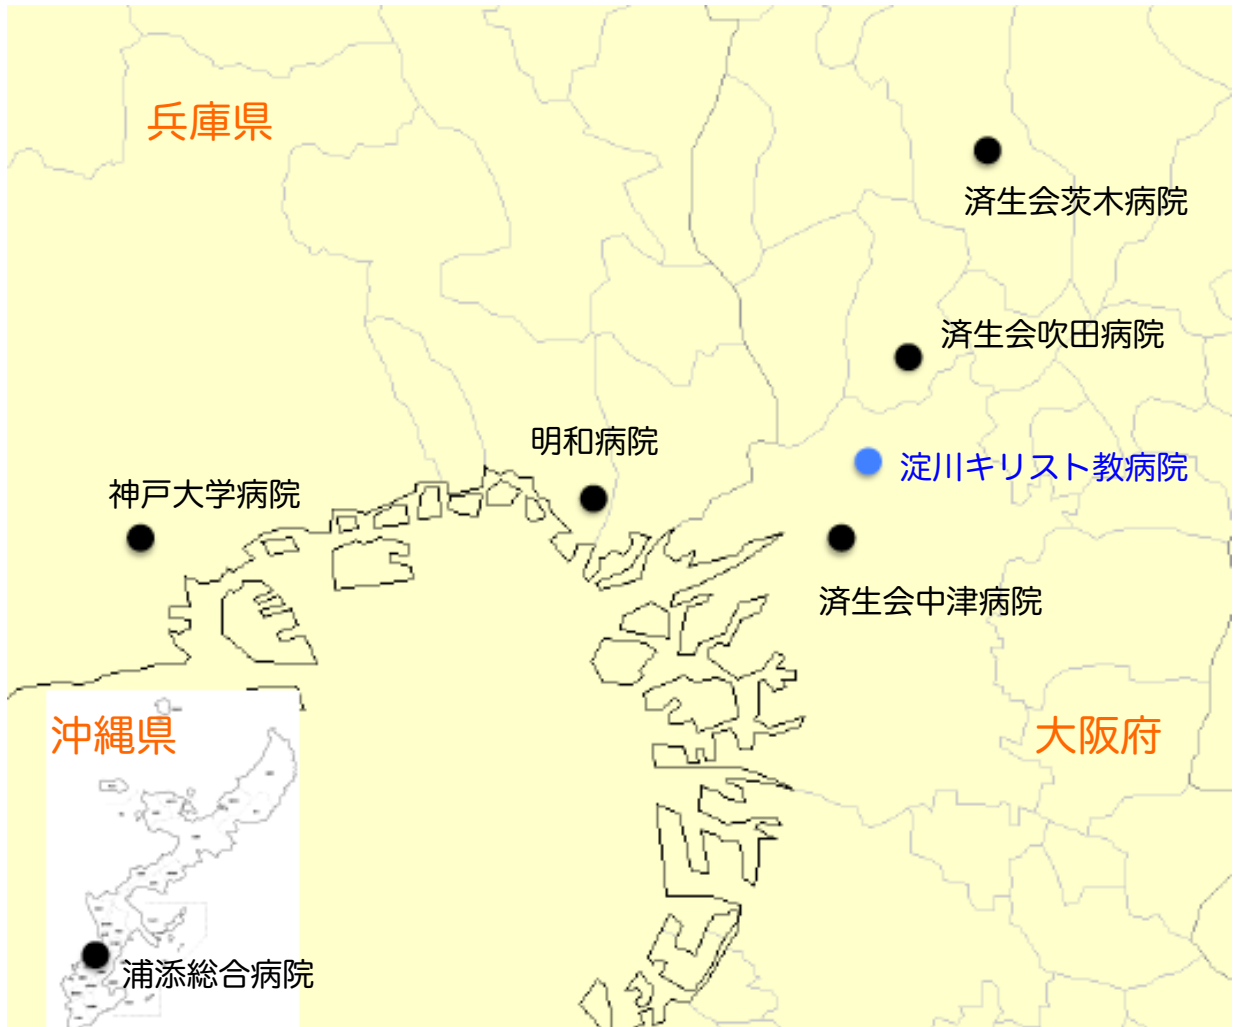 兵庫県
済生会茨木病院
済生会吹田病院
明和病院
淀川キリスト教病院
神戸大学病院
済生会中津病院
沖縄県
大阪府
浦添総合病院